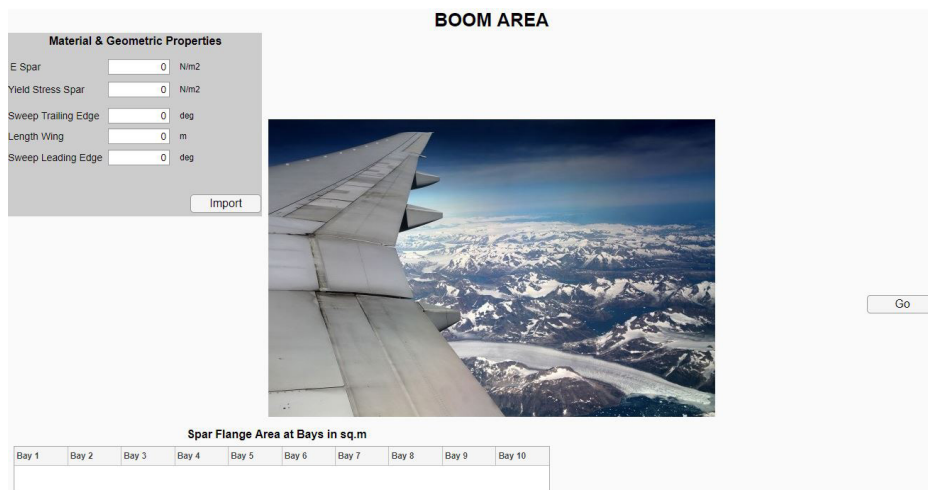 BOOM AREA
Material & Geometric Properties
E Spar 0 N/m2
Yield Stress Spar 0 N/m2
Sweep Trailing Edge 0 deg
Length Wing 0 m
Sweep Leading Edge 0 deg
Import
Go
Spar Flange Area at Bays in sq.m
Bay 1 Bay 2 Bay 3 Bay 4 Bay 5 Bay 6 Bay 7 Bay 8 Bay 9 Bay 10